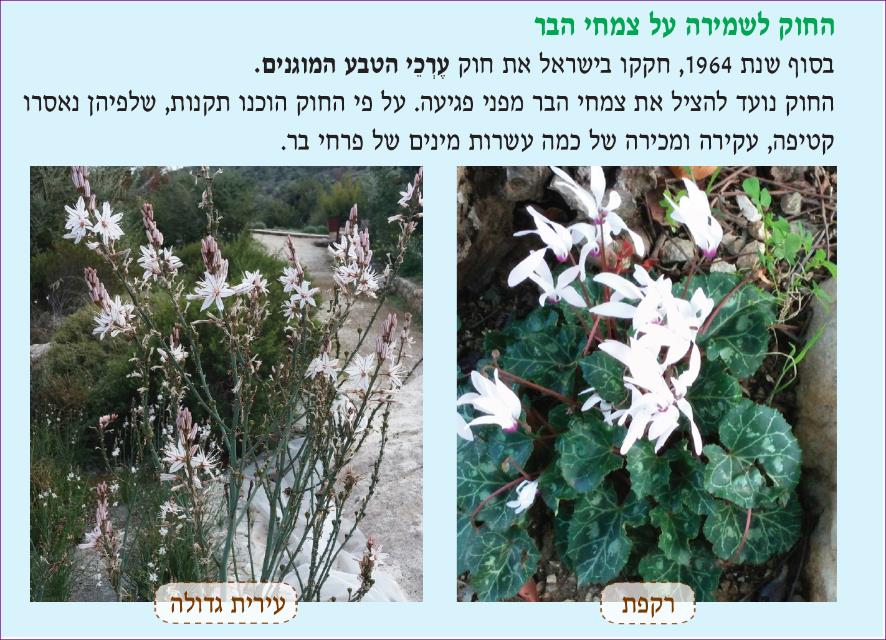 החוק לשמירה על צמחי הבר
בסוף שנת 1964, חקקו בישראל את חוק עֶרְכֵי הטבע המוגנים.
החוק נועד להציל את צמחי הבר מפני פגיעה. על פי החוק הוכנו תקנות, שלפיהן נאסרו
קטיפה, עקירה ומכירה של כמה עשרות מינים של פרחי בר.
רקפת
עירית גדולה